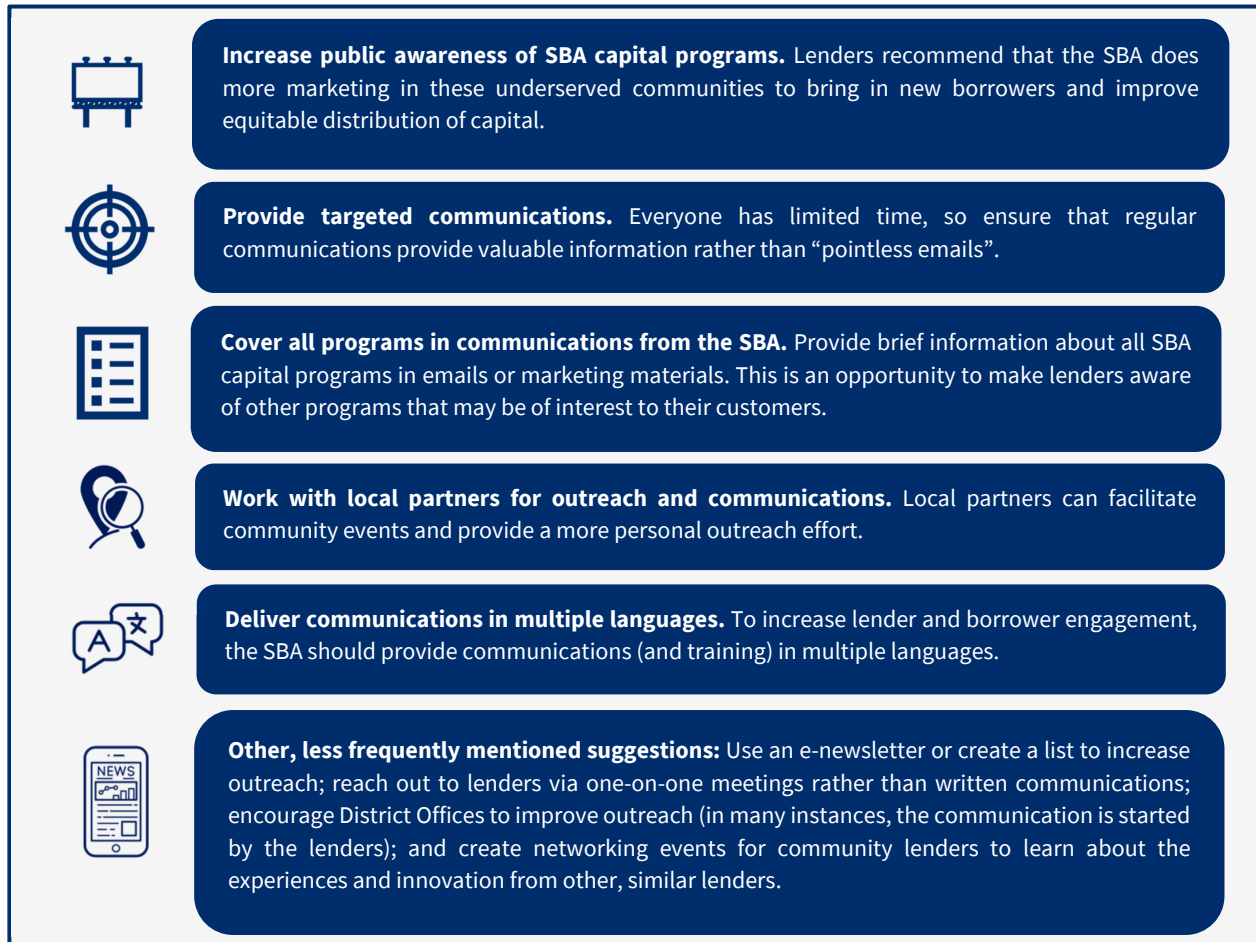 Increase public awareness of SBA capital programs. Lenders recommend that the SBA does
more marketing in these underserved communities to bring in new borrowers and improve
equitable distribution of capital.
Provide targeted communications. Everyone has limited time, so ensure that regular
communications provide valuable information rather than “pointless emails”.
Cover all programs in communications from the SBA. Provide brief information about all SBA
capital programs in emails or marketing materials. This is an opportunity to make lenders aware
of other programs that may be of interest to their customers.
Work with local partners for outreach and communications. Local partners can facilitate
community events and provide a more personal outreach effort.
A 文
Deliver communications in multiple languages. To increase lender and borrower engagement,
the SBA should provide communications (and training) in multiple languages.
NEWS
Other, less frequently mentioned suggestions: Use an e-newsletter or create a list to increase
outreach; reach out to lenders via one-on-one meetings rather than written communications;
encourage District Offices to improve outreach (in many instances, the communication is started
by the lenders); and create networking events for community lenders to learn about the
experiences and innovation from other, similar lenders.